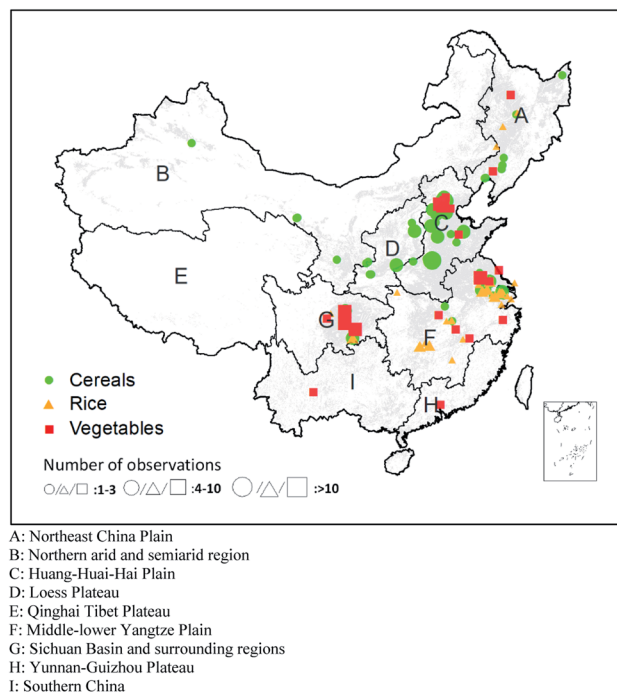 A
B
C
D
E
G
F
I
H
Cereals
Rice
Vegetables
Number of observations
:1-3
:4-10
:>10
A: Northeast China Plain
B: Northern arid and semiarid region
C: Huang-Huai-Hai Plain
D: Loess Plateau
E: Qinghai Tibet Plateau
F: Middle-lower Yangtze Plain
G: Sichuan Basin and surrounding regions
H: Yunnan-Guizhou Plateau
I: Southern China